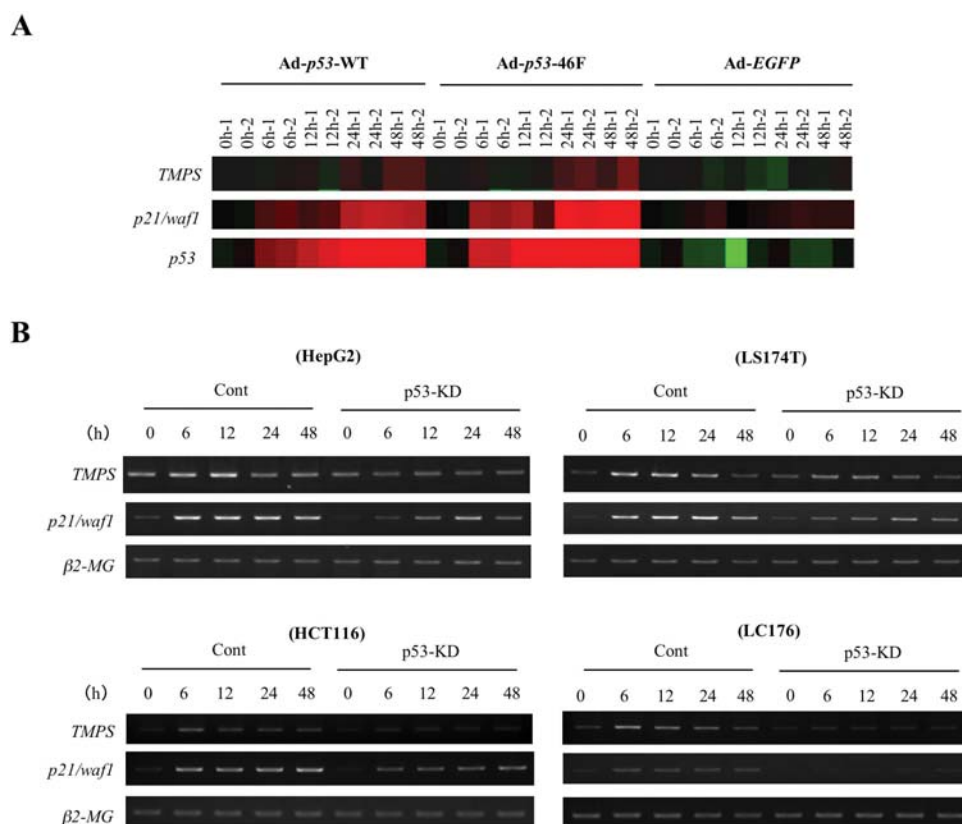 A
Ad-p53-WT Ad-p53-46F Ad-EGFP
0h-1 0h-2 6h-1 6h-2 12h-1 12h-2 24h-1 24h-2 48h-1 48h-2 0h-1 0h-2 6h-1 6h-2 12h-1 12h-2 24h-1 24h-2 48h-1 48h-2 0h-1 0h-2 6h-1 6h-2 12h-1 12h-2 24h-1 24h-2 48h-1 48h-2
TMPS
p21/waf1
p53
B
(HepG2)
Cont p53-KD
(h) 0 6 12 24 48 0 6 12 24 48
TMPS
p21/waf1
β2-MG
(LS174T)
Cont p53-KD
0 6 12 24 48 0 6 12 24 48
(HCT116)
Cont p53-KD
(h) 0 6 12 24 48 0 6 12 24 48
TMPS
p21/waf1
β2-MG
(LC176)
Cont p53-KD
0 6 12 24 48 0 6 12 24 48